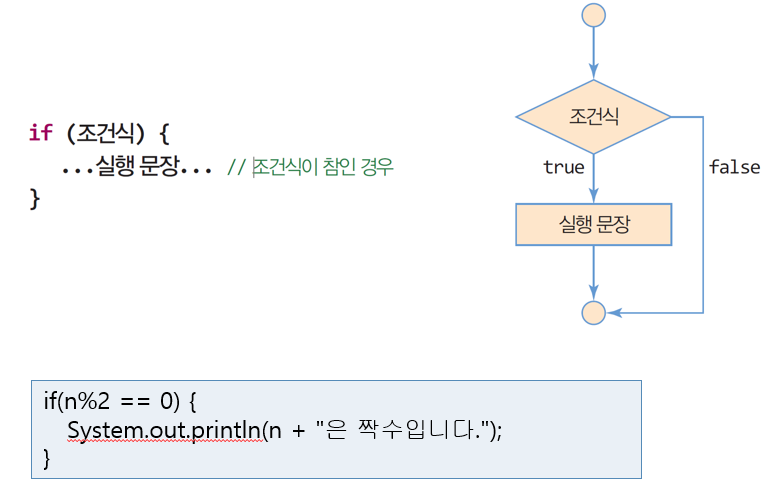 if (조건식) {
...실행 문장... // 조건식이 참인 경우
}
조건식
true
false
실행 문장
if(n%2 == 0) {
System.out.println(n + "은 짝수입니다.");
}